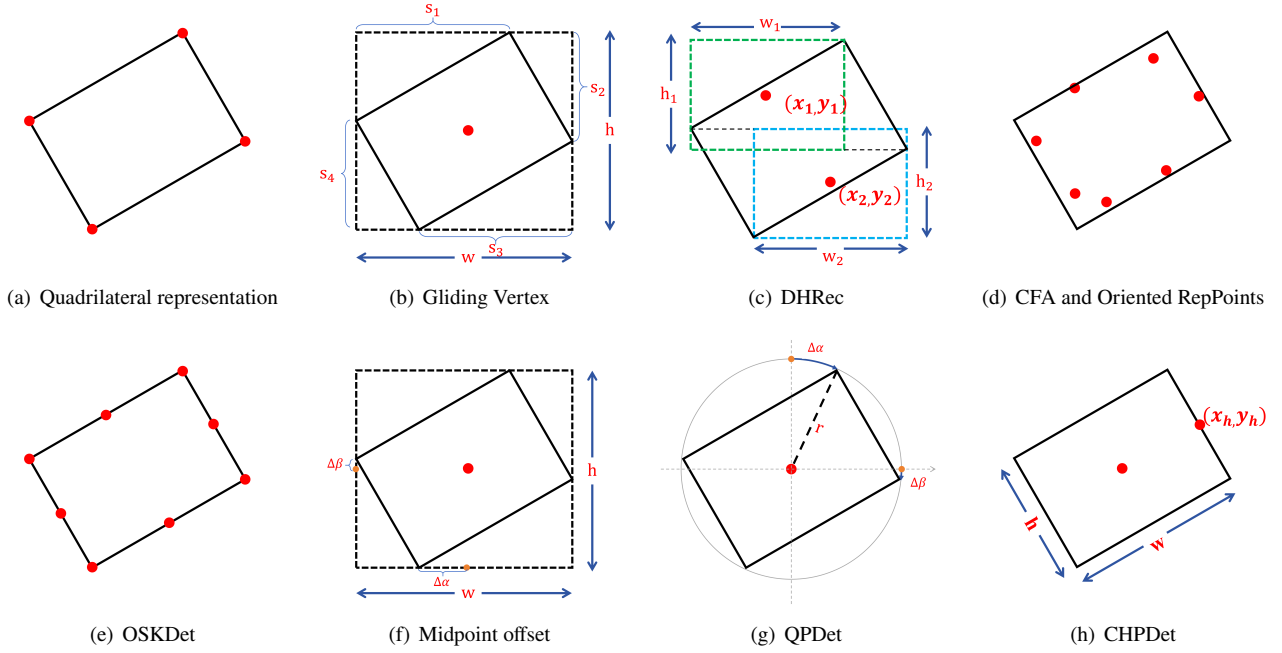 s₁
s₂
h
s₄
s₃
w
w₁
h₁
(x₁,y₁)
(x₂,y₂)
h₂
w₂
(a) Quadrilateral representation
(b) Gliding Vertex
(c) DHRec
(d) CFA and Oriented RepPoints
Δβ
h
Δα
w
Δα
r
Δβ
(xₕ,yₕ)
h
w
(e) OSKDet
(f) Midpoint offset
(g) QPDet
(h) CHPDet